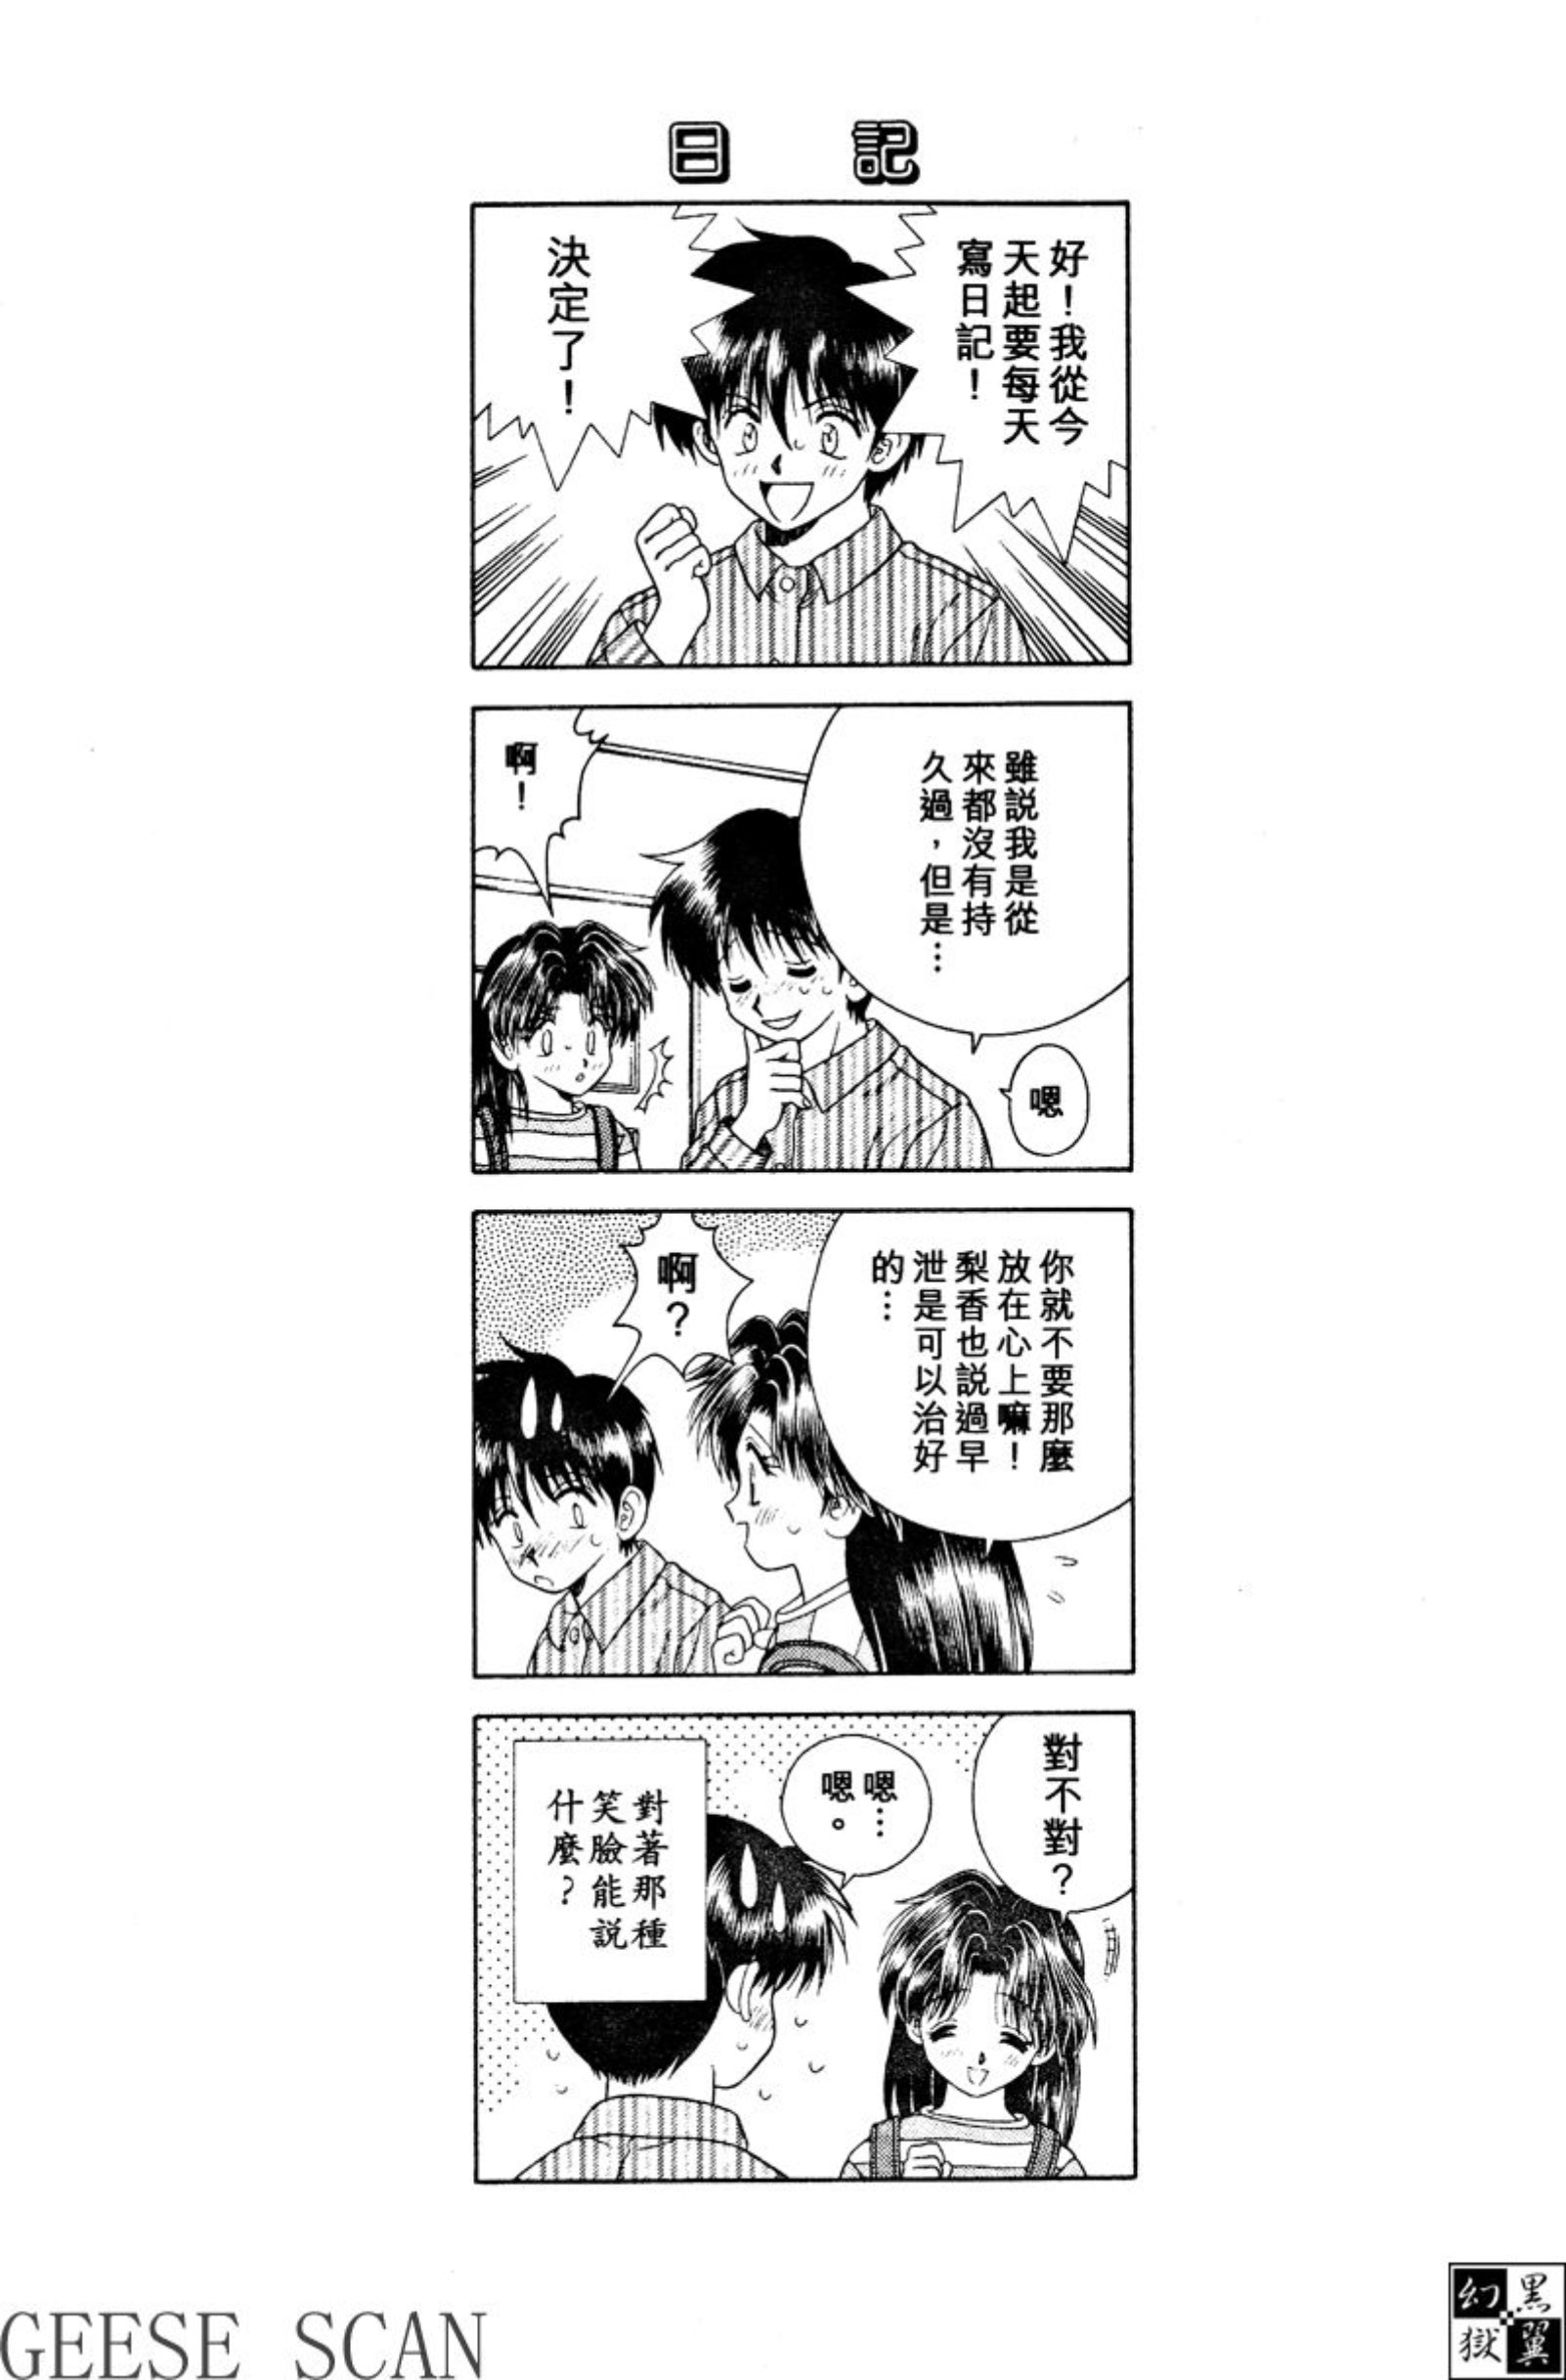 日記
好！我從今
天起要每天
寫日記！
決定了！
雖說我是從
來都沒有持
久過，但是…
嗯
啊！
你就不要那麼
放在心上嘛！
梨香也說過早
泄是可以治好
的…
啊？
對不對？
嗯…
嗯。
對著那種
笑臉能說
什麼？
GEESE SCAN
幻黑
獄翼